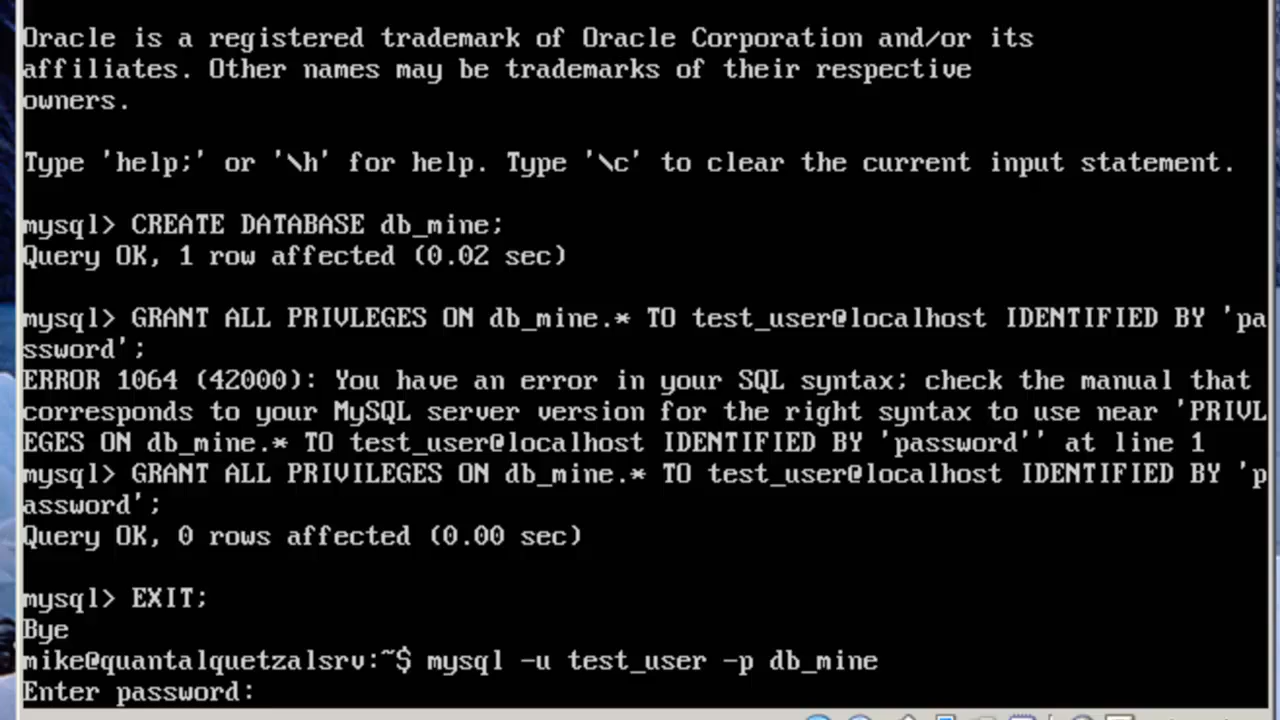 Oracle is a registered trademark of Oracle Corporation and/or its
affiliates. Other names may be trademarks of their respective
owners.
Type 'help;' or '\h' for help. Type '\c' to clear the current input statement.
mysql> CREATE DATABASE db_mine;
Query OK, 1 row affected (0.02 sec)
mysql> GRANT ALL PRIVLEGES ON db_mine.* TO test_user@localhost IDENTIFIED BY 'pa
ssword';
ERROR 1064 (42000): You have an error in your SQL syntax; check the manual that
corresponds to your MySQL server version for the right syntax to use near 'PRIVL
EGES ON db_mine.* TO test_user@localhost IDENTIFIED BY 'password'' at line 1
mysql> GRANT ALL PRIVILEGES ON db_mine.* TO test_user@localhost IDENTIFIED BY 'p
assword';
Query OK, 0 rows affected (0.00 sec)
mysql> EXIT;
Bye
mike@quantalquetzalsrv:~$ mysql -u test_user -p db_mine
Enter password: